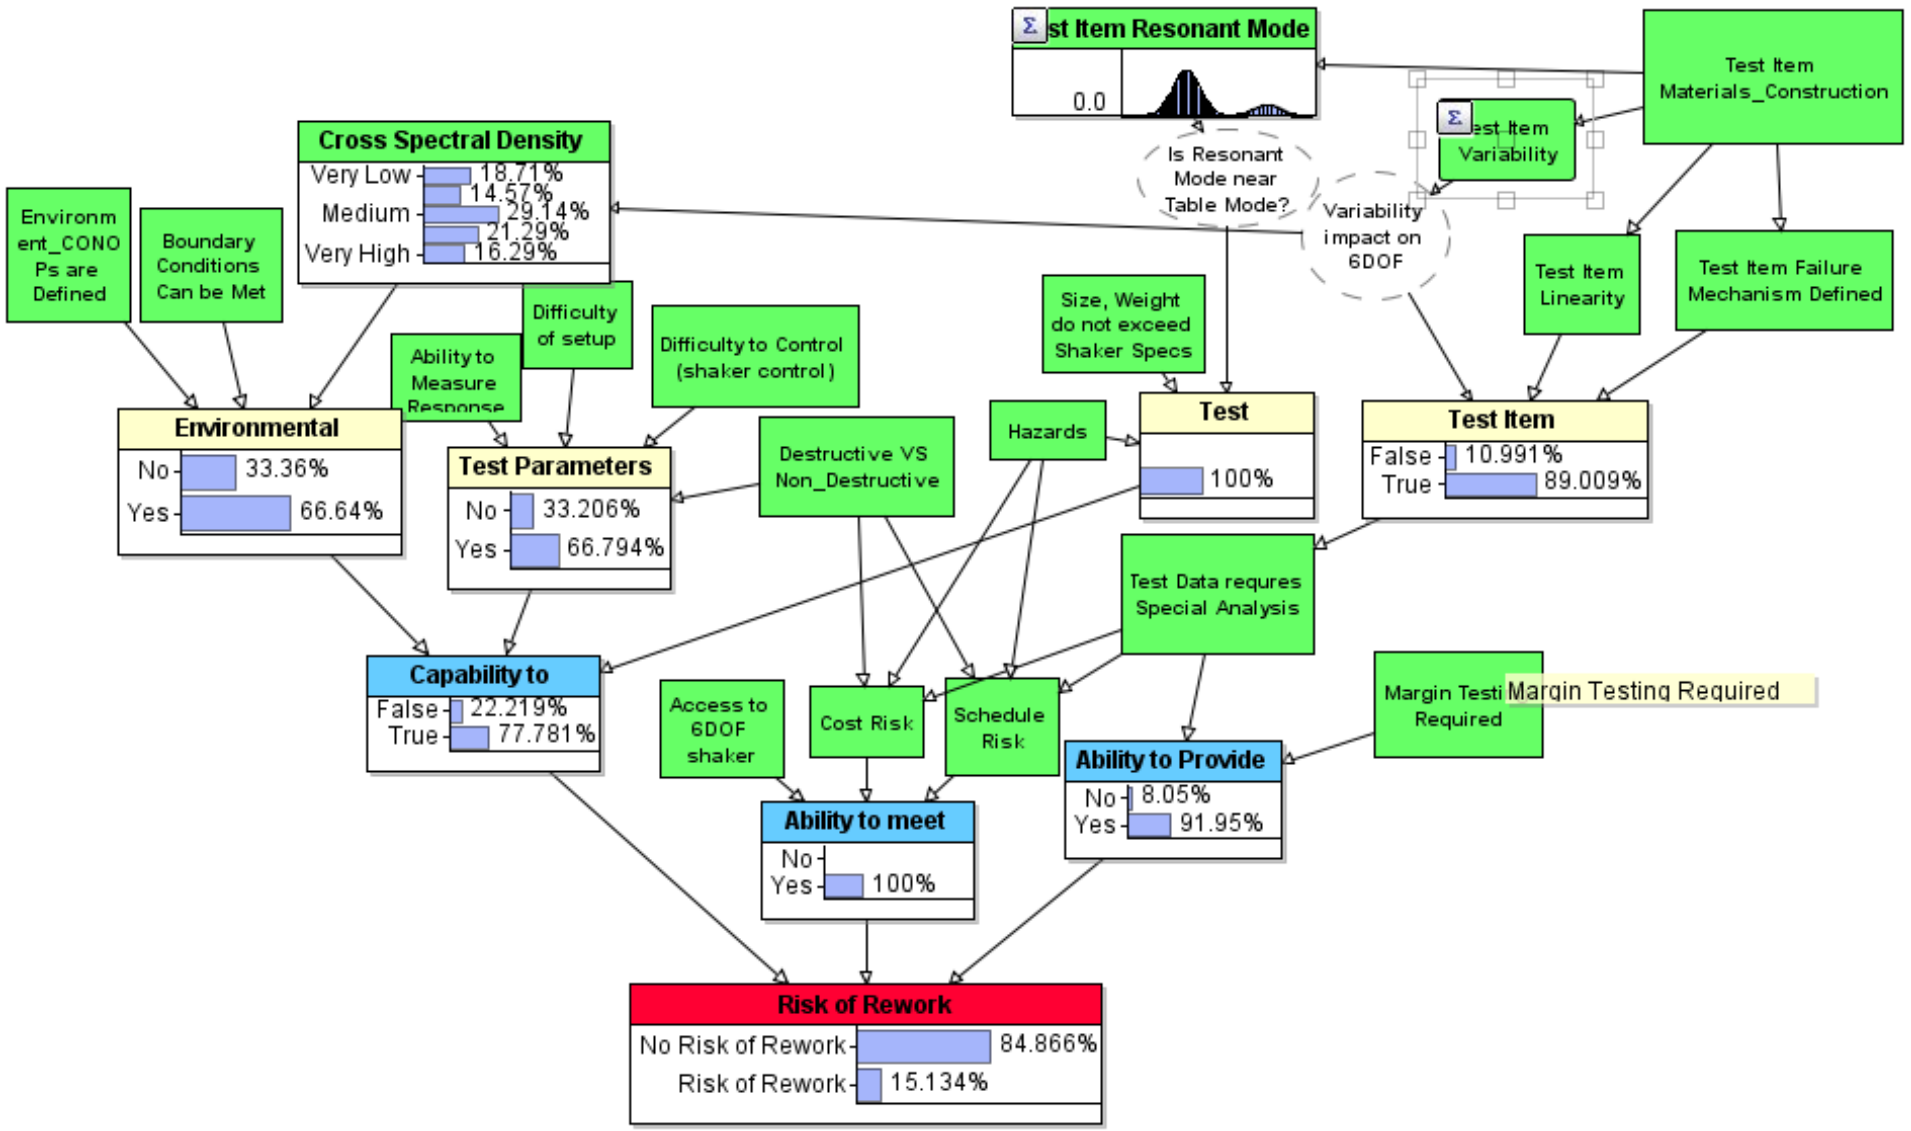 Σ
st Item Resonant Mode
0.0
Test Item
Materials_Construction
Σ
est Item
Variability
Cross Spectral Density
Very Low
18.71%
14.57%
Medium
29.14%
21.29%
Very High
16.29%
Is Resonant
Mode near
Table Mode?
Variability
impact on
6DOF
Environm
ent_CONO
Ps are
Defined
Boundary
Conditions
Can be Met
Test Item
Linearity
Test Item Failure
Mechanism Defined
Difficulty
of setup
Size, Weight
do not exceed
Shaker Specs
Ability to
Measure
Response
Difficulty to Control
(shaker control)
Environmental
No
33.36%
Yes
66.64%
Test Parameters
No
33.206%
Yes
66.794%
Destructive VS
Non_Destructive
Hazards
Test
100%
Test Item
False
10.991%
True
89.009%
Test Data requres
Special Analysis
Capability to
False
22.219%
True
77.781%
Access to
6DOF
shaker
Cost Risk
Schedule
Risk
Margin Testi
Required
Margin Testing Required
Ability to Provide
No
8.05%
Yes
91.95%
Ability to meet
No
Yes
100%
Risk of Rework
No Risk of Rework
84.866%
Risk of Rework
15.134%